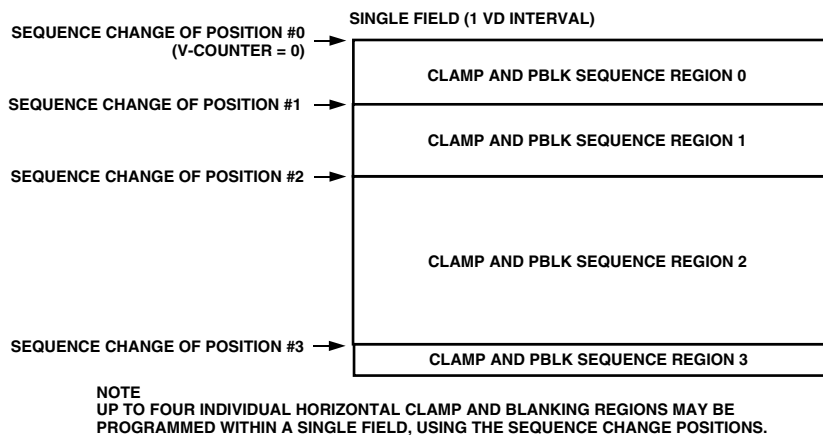 SINGLE FIELD (1 VD INTERVAL)
SEQUENCE CHANGE OF POSITION #0
(V-COUNTER = 0)
CLAMP AND PBLK SEQUENCE REGION 0
SEQUENCE CHANGE OF POSITION #1
CLAMP AND PBLK SEQUENCE REGION 1
SEQUENCE CHANGE OF POSITION #2
CLAMP AND PBLK SEQUENCE REGION 2
SEQUENCE CHANGE OF POSITION #3
CLAMP AND PBLK SEQUENCE REGION 3
NOTE
UP TO FOUR INDIVIDUAL HORIZONTAL CLAMP AND BLANKING REGIONS MAY BE
PROGRAMMED WITHIN A SINGLE FIELD, USING THE SEQUENCE CHANGE POSITIONS.